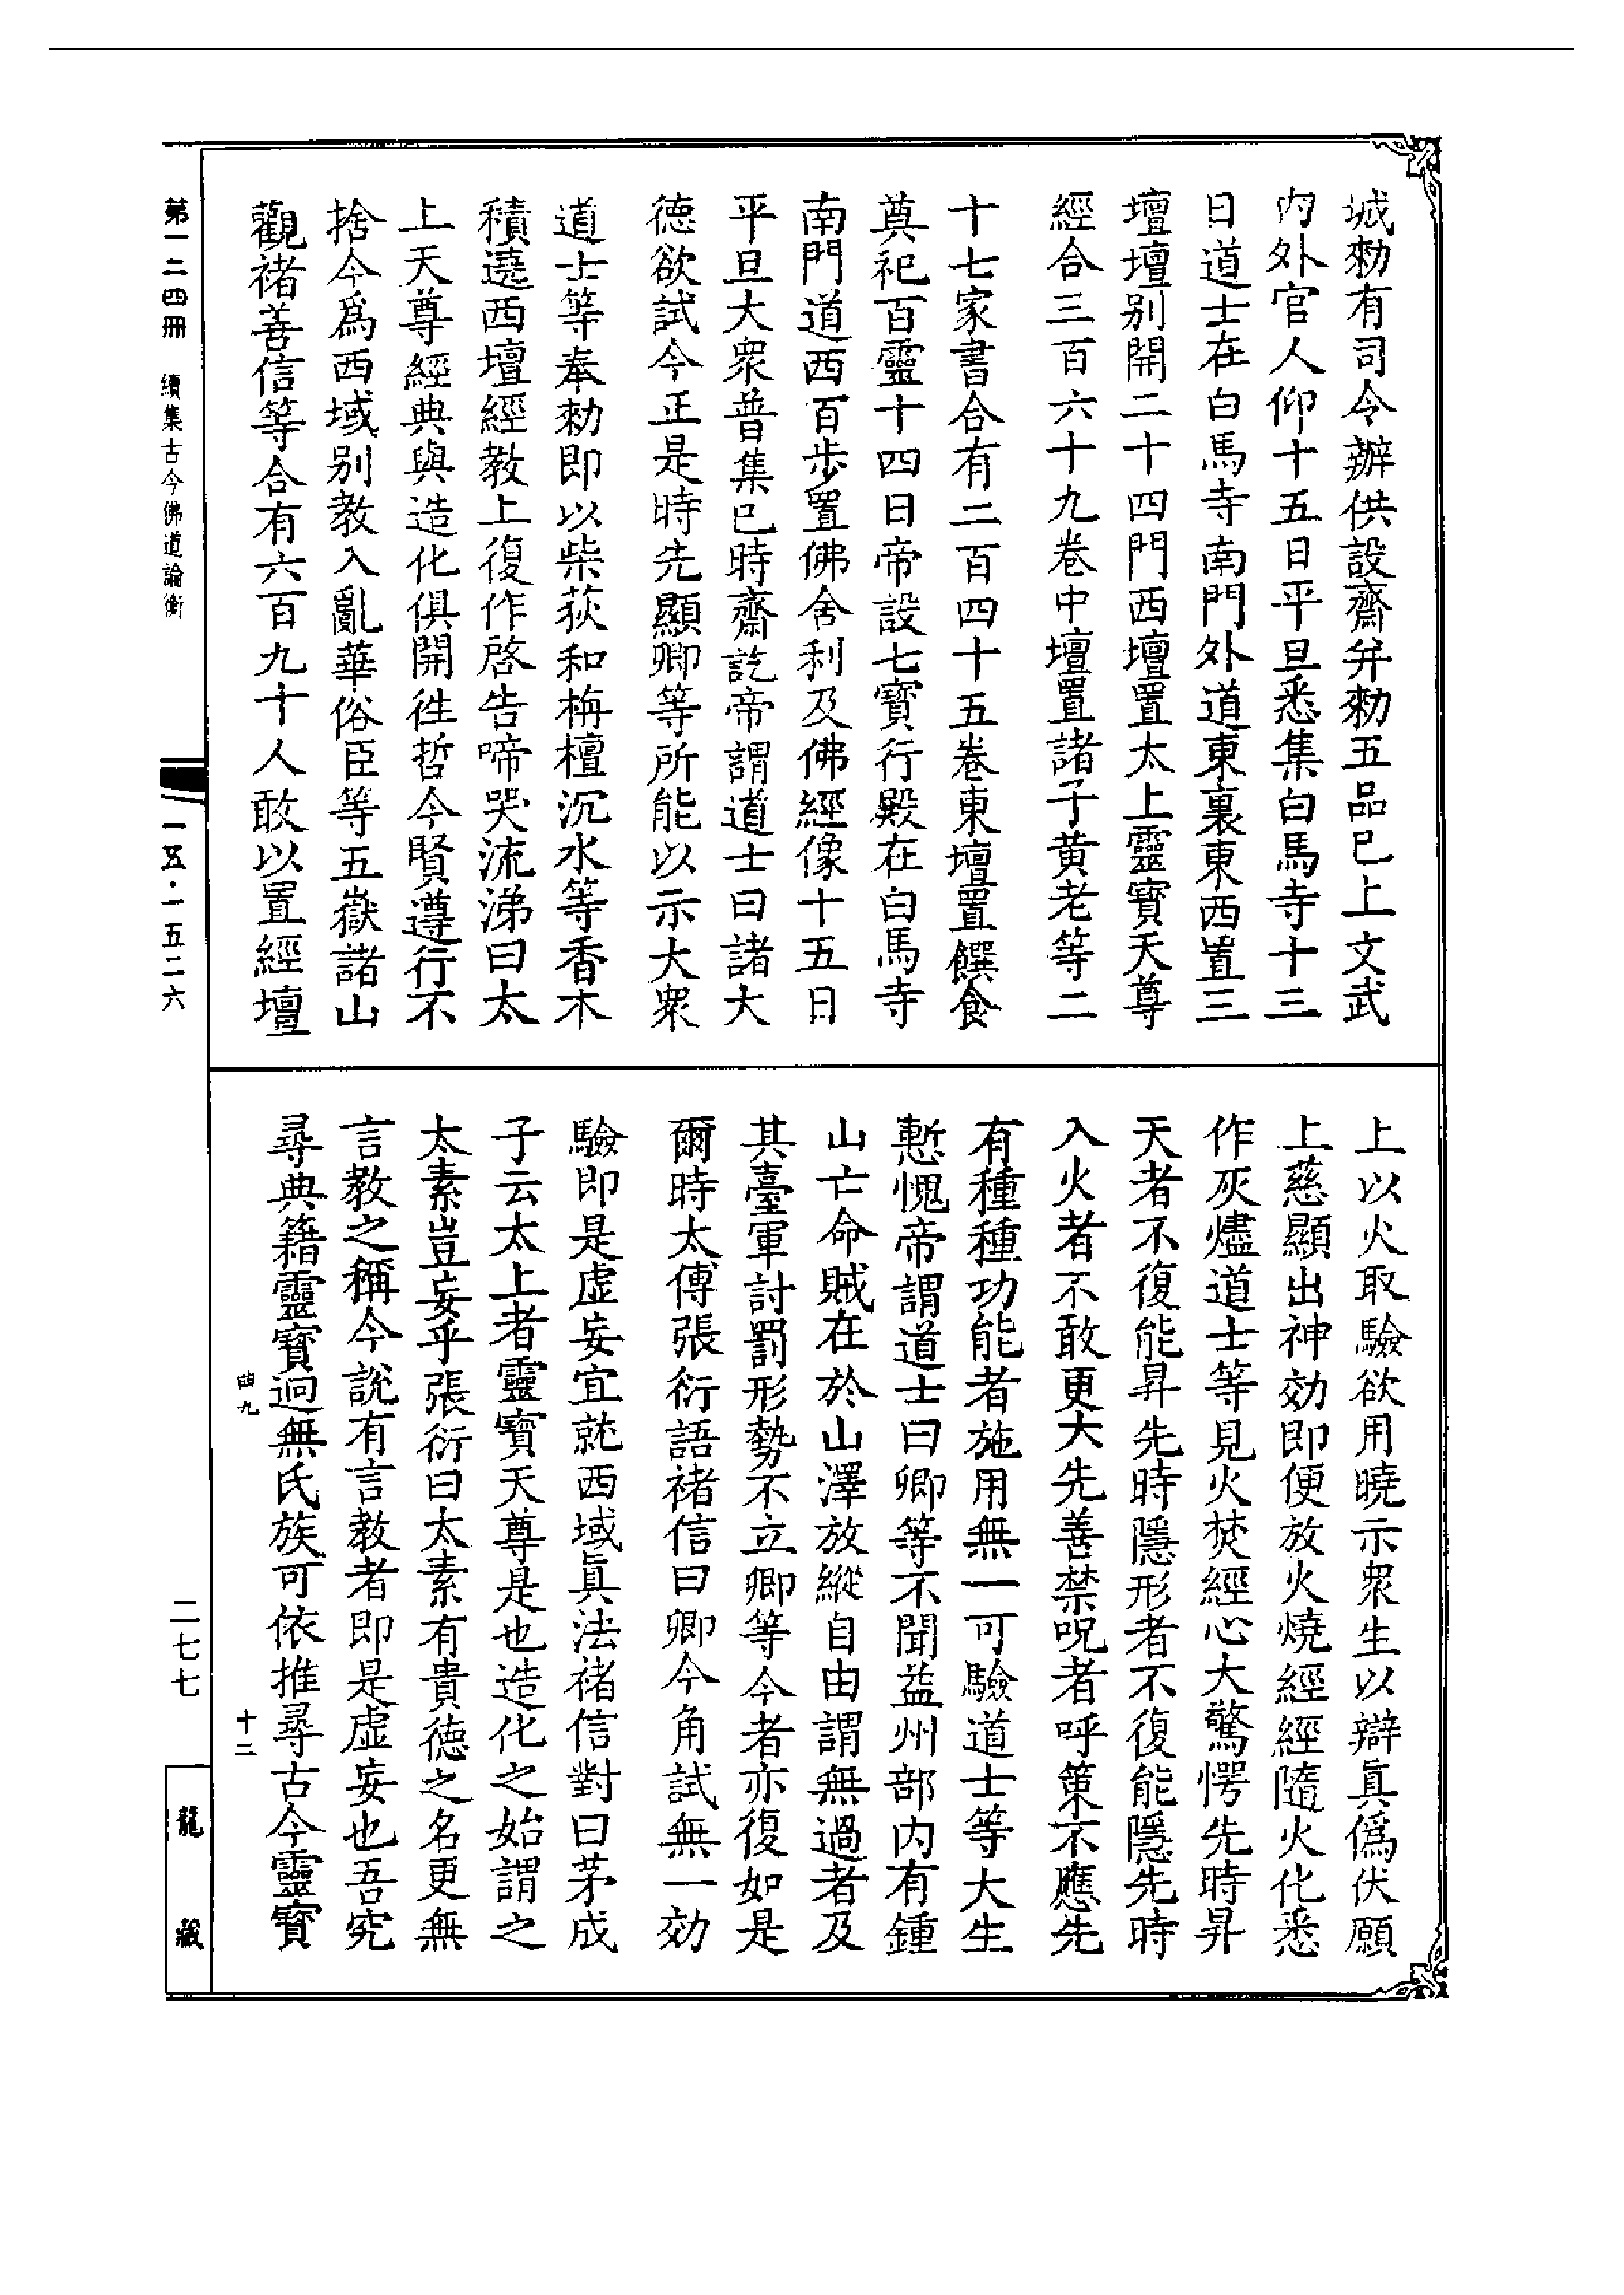 城勑有司令辦供設齋并勑五品已上文武
内外官人仰十五日平旦悉集白馬寺十三
日道士在白馬寺南門外道東裏東西置三
壇壇別開二十四門西壇置太上靈寶天尊
經合三百六十九卷中壇置諸子黃老等二
十七家書合有二百四十五卷東壇置饌食
奠祀百靈十四日帝設七寶行殿在白馬寺
南門道西百步置佛舍利及佛經像十五日
平旦大衆普集已時齋訖帝謂道士曰諸大
德欲試今正是時先顯卿等所能以示大衆
道士等奉勑即以柴荻和栴檀沉水等香木
積遶西壇經教上復作啓告啼哭流涕曰太
上天尊經典與造化俱開徃哲今賢遵行不
捨今爲西域别教入亂華俗臣等五嶽諸山
觀褚善信等合有六百九十人敢以置經壇
上以火取驗欲用曉示衆生以辯眞僞伏願
上慈顯出神効即便放火燒經經隨火化悉
作灰燼道士等見火焚經心大驚愕先時昇
天者不復能昇先時隱形者不復能隱先時
入火者不敢更大先善禁呪者呼策不應先
有種種功能者施用無一可驗道士等大生
慙愧帝謂道士曰卿等不聞益州部内有鍾
山亡命賊在於山澤放縱自由謂無過者及
其臺軍討罰形勢不立卿等今者亦復如是
爾時太傅張衍語褚信曰卿今角試無一効
驗即是虛妄宜就西域眞法褚信對曰茅成
子云太上者靈寶天尊是也造化之始謂之
太素豈妄乎張衍曰太素有貴德之名更無
言教之稱今說有言教者即是虛妄也吾究
尋典籍靈寶迥無氏族可依推尋古今靈寶
第一二四冊 續集古今佛道論衡
一五·一五二六
曲九
十二
二七七
龍藏